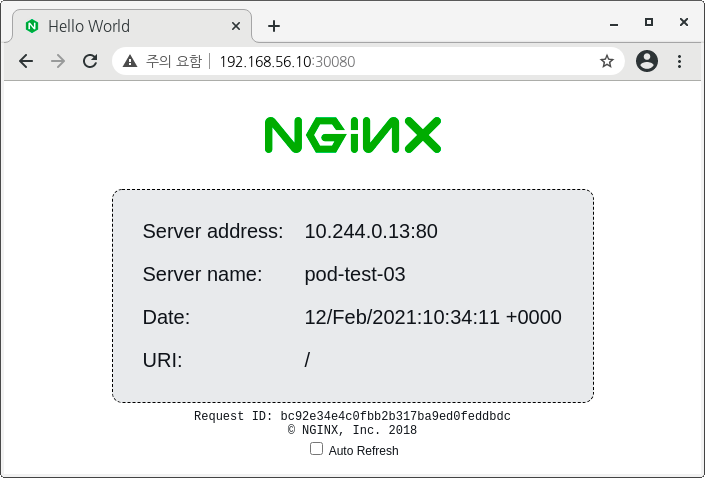 Hello World
주의 요함 192.168.56.10:30080
NGINX
Server address: 10.244.0.13:80
Server name: pod-test-03
Date: 12/Feb/2021:10:34:11 +0000
URI: /
Request ID: bc92e34e4c0fbb2b317ba9ed0feddbdc
© NGINX, Inc. 2018
Auto Refresh